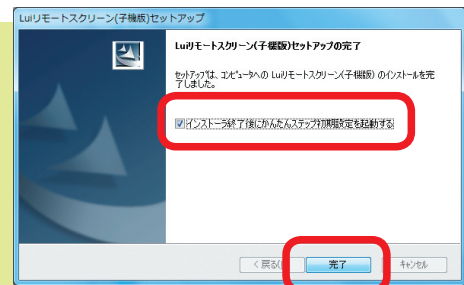 Luiリモートスクリーン(子機版)セットアップ
Luiリモートスクリーン(子機版)セットアップの完了
セットアップは、コンピュータへの Luiリモートスクリーン(子機版) のインストールを完
了しました。
インストーラ終了後にかんたんステップ初期設定を起動する
< 戻る(
完了
キャンセル